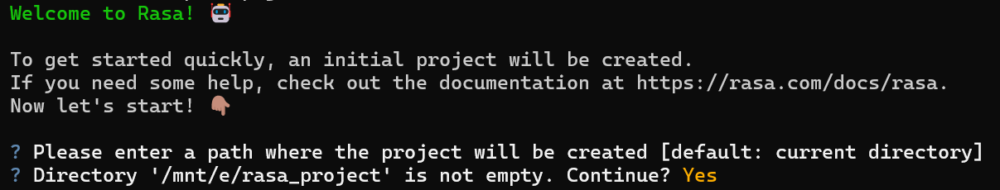 Welcome to Rasa! 🤖
To get started quickly, an initial project will be created.
If you need some help, check out the documentation at https://rasa.com/docs/rasa.
Now let's start! 👇🏽
? Please enter a path where the project will be created [default: current directory]
? Directory '/mnt/e/rasa_project' is not empty. Continue? Yes